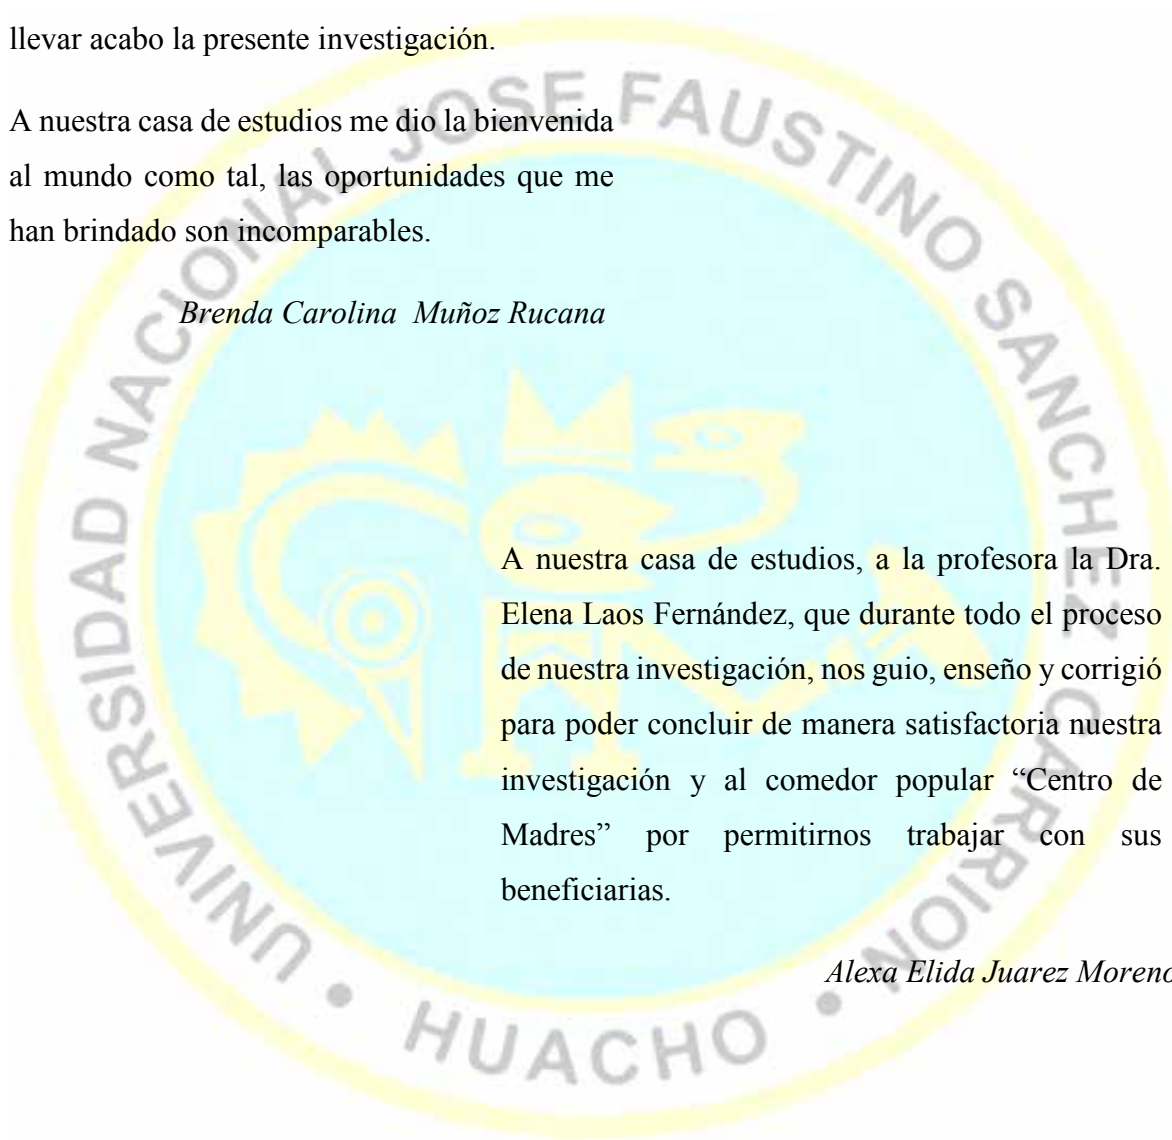 llevar acabo la presente investigación.
A nuestra casa de estudios me dio la bienvenida
al mundo como tal, las oportunidades que me
han brindado son incomparables.
Brenda Carolina Muñoz Rucana
A nuestra casa de estudios, a la profesora la Dra.
Elena Laos Fernández, que durante todo el proceso
de nuestra investigación, nos guio, enseño y corrigió
para poder concluir de manera satisfactoria nuestra
investigación y al comedor popular “Centro de
Madres” por permitirnos trabajar con sus
beneficiarias.
Alexa Elida Juarez Moreno
UNIVERSIDAD NACIONAL JOSE FAUSTINO SANCHEZ CARRION • HUACHO •